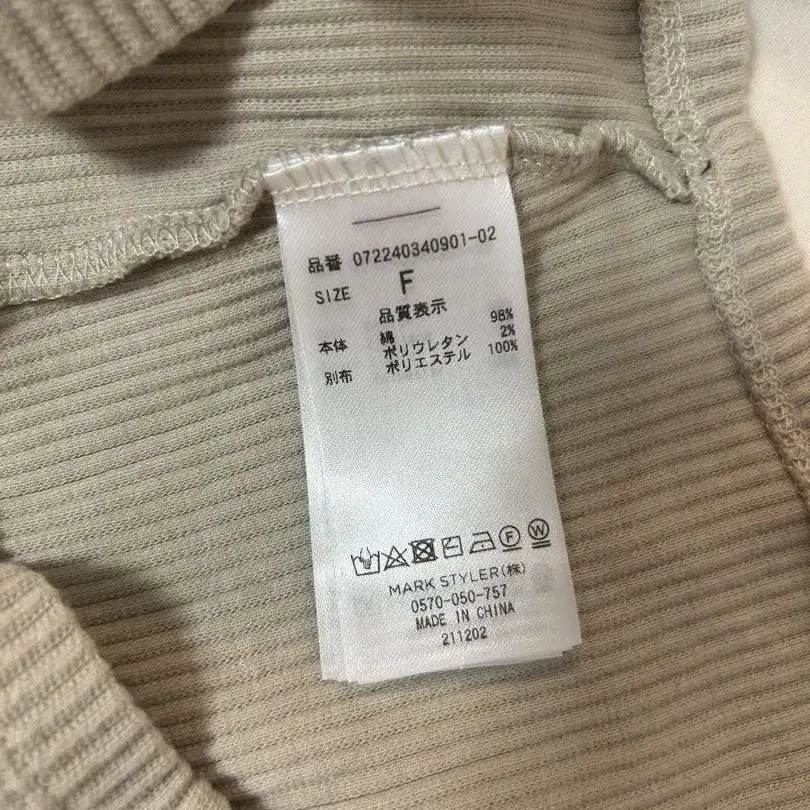 品番 072240340901-02
SIZE F
品質表示
本体 綿 98%
ポリウレタン 2%
別布 ポリエステル 100%
F W
MARK STYLER(株)
0570-050-757
MADE IN CHINA
211202